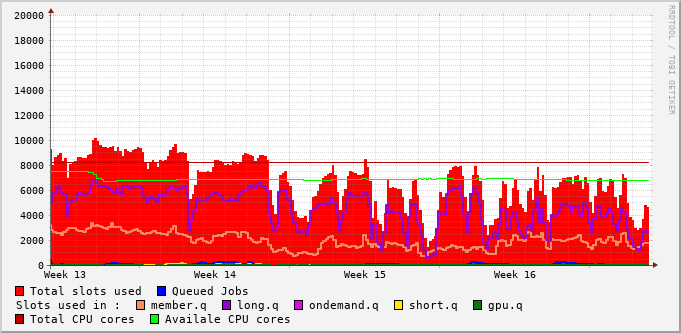 20000
18000
16000
14000
12000
10000
8000
6000
4000
2000
0
Week 13 Week 14 Week 15 Week 16
Total slots used Queued Jobs
Slots used in : member.q long.q ondemand.q short.q gpu.q
Total CPU cores Availale CPU cores
RRDTOOL / TOBI OETIKER